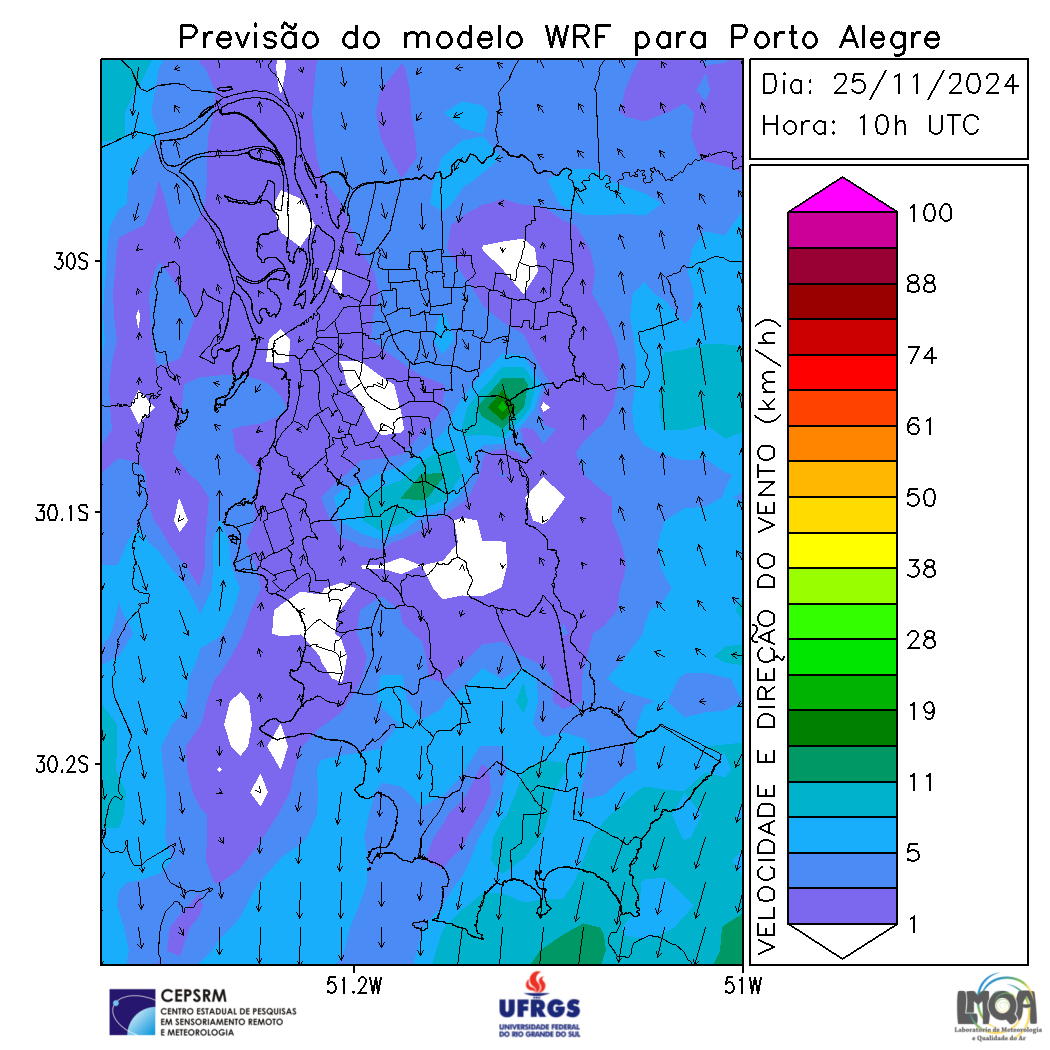 Previsão do modelo WRF para Porto Alegre
Dia: 25/11/2024
Hora: 10h UTC
30S
30.1S
30.2S
51.2W
51W
VELOCIDADE E DIREÇÃO DO VENTO (km/h)
100
88
74
61
50
38
28
19
11
5
1
CEPSRM
CENTRO ESTADUAL DE PESQUISAS
EM SENSORIAMENTO REMOTO
E METEOROLOGIA
UFRGS
UNIVERSIDADE FEDERAL
DO RIO GRANDE DO SUL
LMQA
Laboratório de Meteorologia
e Qualidade do Ar